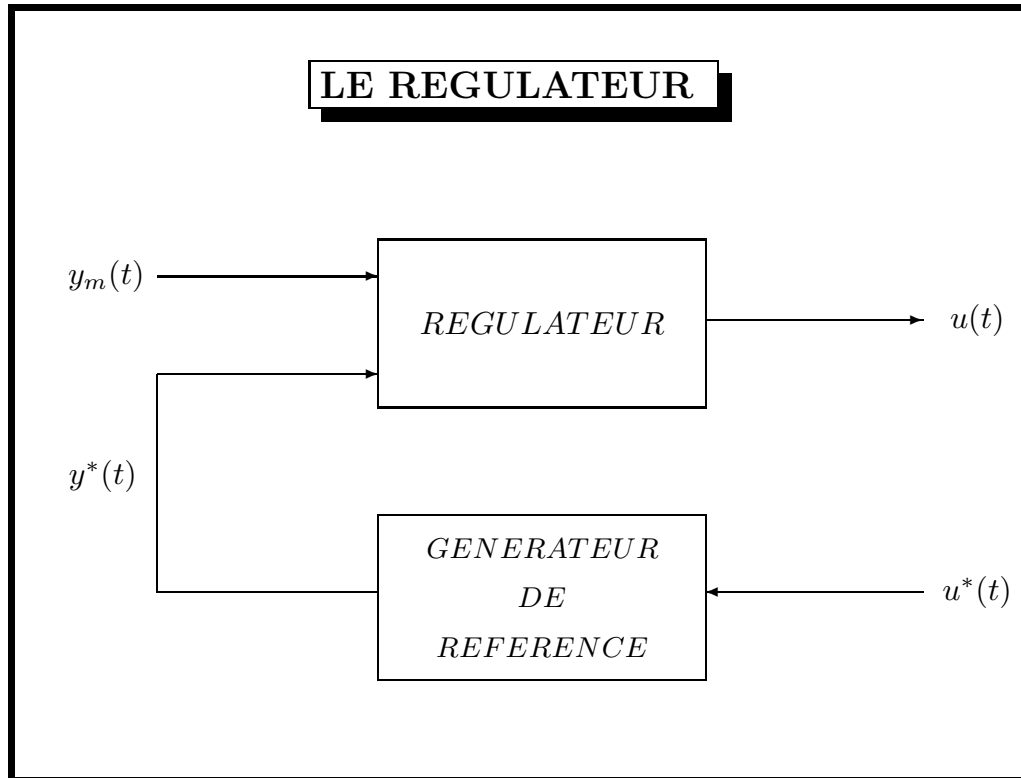 LE REGULATEUR
y_m(t)
REGULATEUR
u(t)
y*(t)
GENERATEUR
DE
REFERENCE
u*(t)